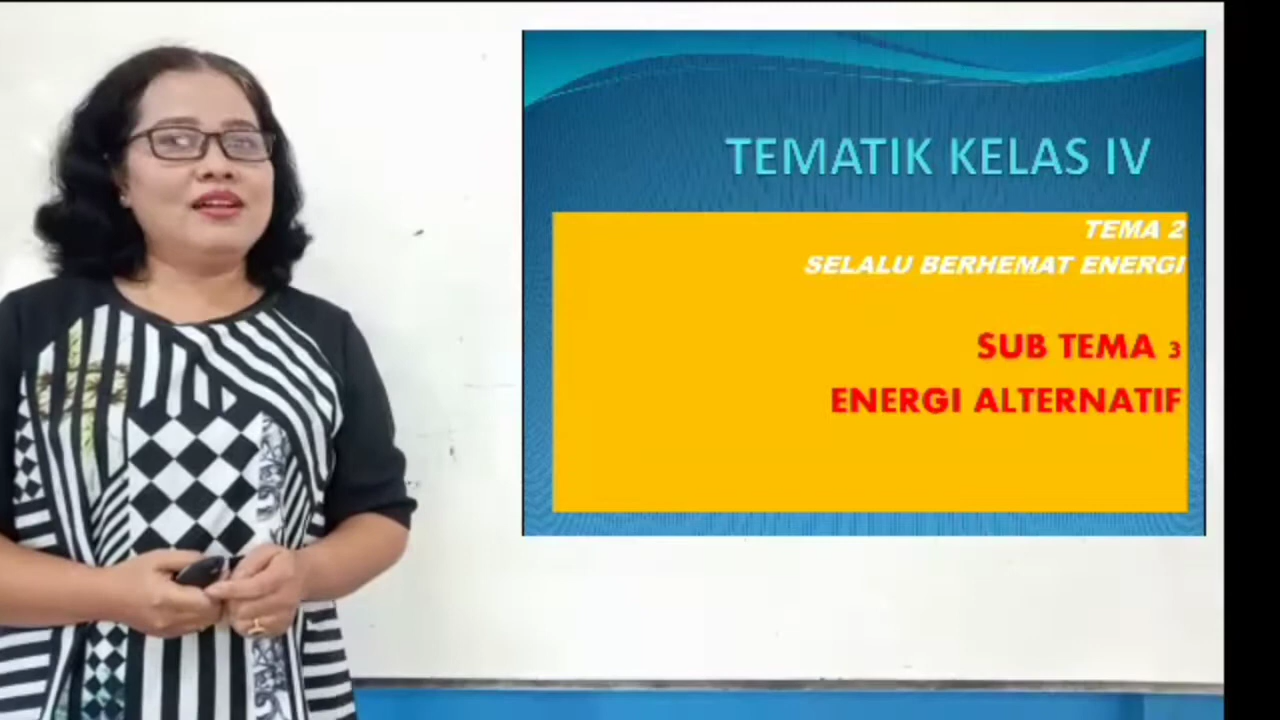 TEMATIK KELAS IV
TEMA 2
SELALU BERHEMAT ENERGI
SUB TEMA 3
ENERGI ALTERNATIF